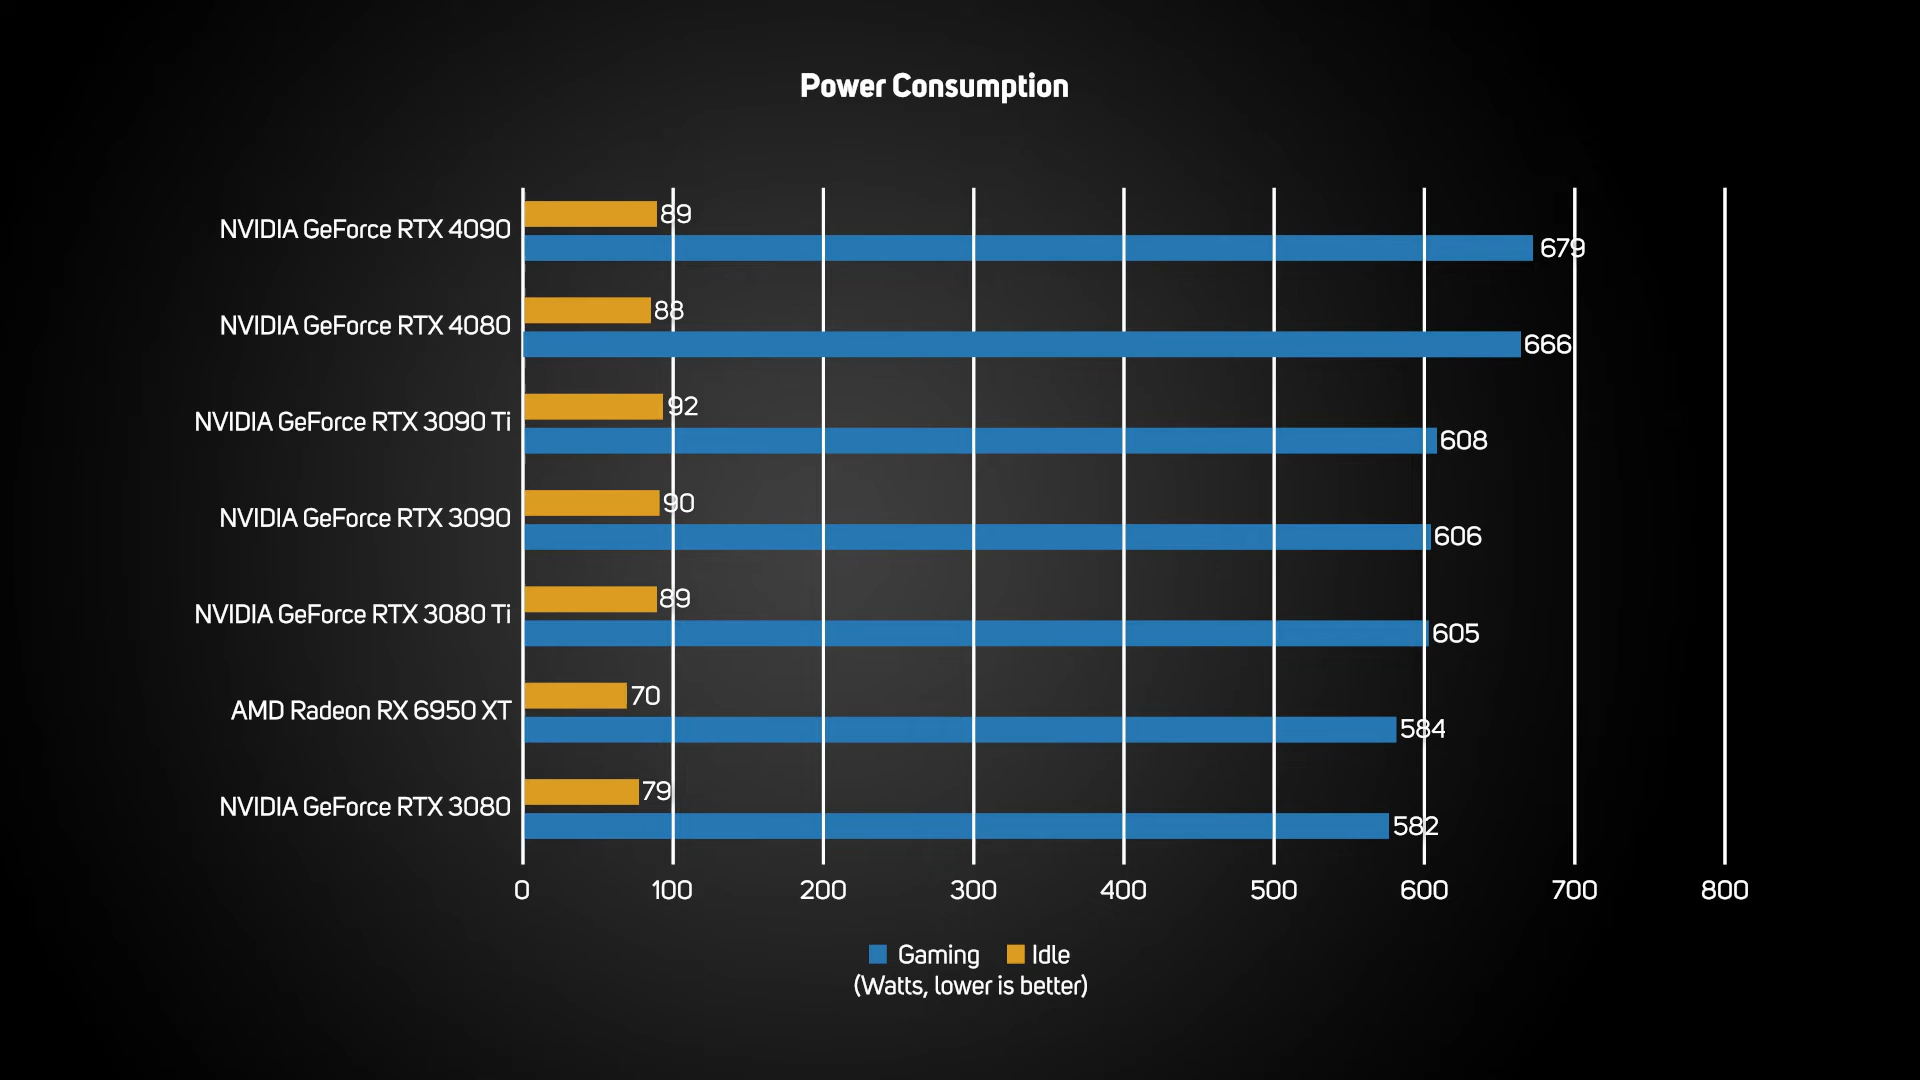 Power Consumption
NVIDIA GeForce RTX 4090
89
679
NVIDIA GeForce RTX 4080
88
666
NVIDIA GeForce RTX 3090 Ti
92
608
NVIDIA GeForce RTX 3090
90
606
NVIDIA GeForce RTX 3080 Ti
89
605
AMD Radeon RX 6950 XT
70
584
NVIDIA GeForce RTX 3080
79
582
0 100 200 300 400 500 600 700 800
Gaming Idle
(Watts, lower is better)